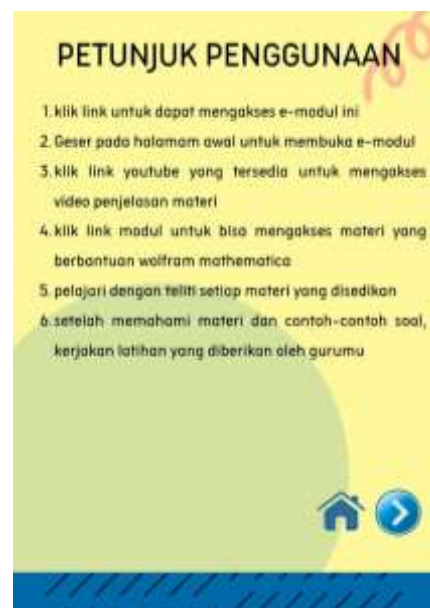 PETUNJUK PENGGUNAAN
1. klik link untuk dapat mengakses e-modul ini
2. Geser pada halamam awal untuk membuka e-modul
3. klik link youtube yang tersedia untuk mengakses
video penjelasan materi
4. klik link modul untuk bisa mengakses materi yang
berbantuan wolfram mathematica
5. pelajari dengan teliti setiap materi yang disedikan
6. setelah memahami materi dan contoh-contoh soal,
kerjakan latihan yang diberikan oleh gurumu